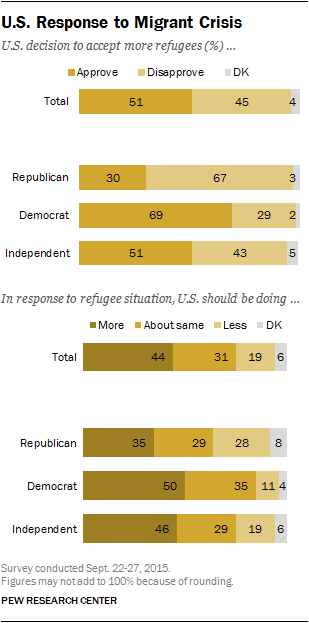 U.S. Response to Migrant Crisis
U.S. decision to accept more refugees (%) ...
Approve Disapprove DK
Total 51 45 4
Republican 30 67 3
Democrat 69 29 2
Independent 51 43 5
In response to refugee situation, U.S. should be doing ...
More About same Less DK
Total 44 31 19 6
Republican 35 29 28 8
Democrat 50 35 11 4
Independent 46 29 19 6
Survey conducted Sept. 22-27, 2015.
Figures may not add to 100% because of rounding.
PEW RESEARCH CENTER